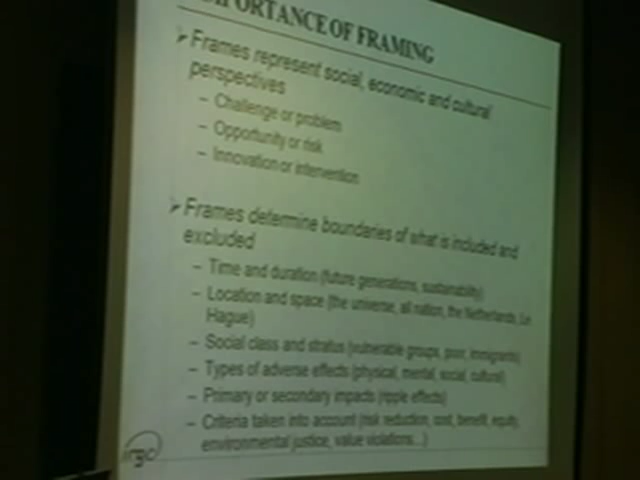 IMPORTANCE OF FRAMING
➢ Frames represent social, economic and cultural
perspectives
– Challenge or problem
– Opportunity or risk
– Innovation or intervention
➢ Frames determine boundaries of what is included and
excluded
– Time and duration (future generations, sustainability)
– Location and space (the universe, all nation, the Netherlands, Le
Hague)
– Social class and stratus (vulnerable groups, poor, immigrants)
– Types of adverse effects (physical, mental, social, cultural)
– Primary or secondary impacts (ripple effects)
– Criteria taken into account (risk reduction, cost, benefit, equity,
environmental justice, value violations...)
irgc